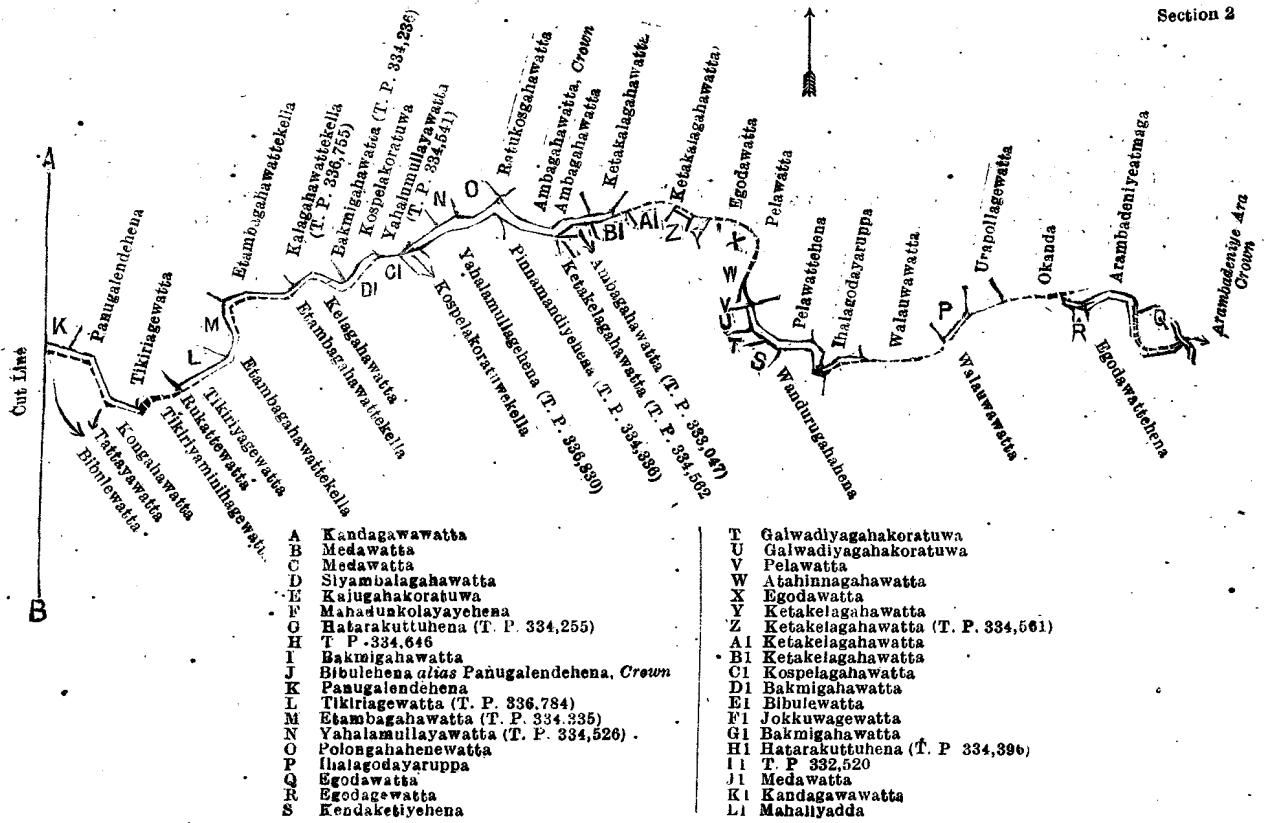 Section 2
A
Cut Line
B
K
Panugalendehena
Tikiriagewatta
Etambagahawattekella
Kalagahawattekella
(T. P. 336,755)
Bakmigahawatta (T. P. 334,236)
Kospelakoratuwa
Yahalumullayawatta
(T. P. 334,541)
Ratukosgahawatta
Ambagahawatta, Crown
Ambagahawatta
Ketakalagahawatta
Ketakalagahawatta
Egodawatta
Pelawatta
Pelawattehena
Ihalagodayaruppa
Walauwawatta
Urapollagewatta
Okanda
Arambadeniyeatmaga
Arambadeniye Ara
Crown
L
M
D1
C1
N
O
B1
A1
Z
Y
X
W
V
U
T
S
P
R
Q
Bibulewatta
Tattayawatta
Kongahawatta
Tikiriyaminihagewatta
Rukattewatta
Tikiriyagewatta
Etambagahawattekella
Etambagahawattekella
Kelagahawatta
Kospelakoratuwekella
Yahalamullagehena (T. P. 336,830)
Pinnamandiyehena (T. P. 334,336)
Ketakelagahawatta (T. P. 334,562
Ambagahawatta (T. P. 333,047)
Wandurugahahena
Walauwawatta
Egodawattehena
A Kandagawawatta
B Medawatta
C Medawatta
D Siyambalagahawatta
E Kajugahakoratuwa
F Mahadunkolayayehena
G Hatarakuttuhena (T. P. 334,255)
H T P 334,646
I Bakmigahawatta
J Bibulehena alias Panugalendehena, Crown
K Panugalendehena
L Tikiriagewatta (T. P. 336,784)
M Etambagahawatta (T. P. 334,335)
N Yahalamullayawatta (T. P. 334,526)
O Polongahahenewatta
P Ihalagodayaruppa
Q Egodawatta
R Egodagewatta
S Kendaketiyehena
T Galwadiyagahakoratuwa
U Galwadiyagahakoratuwa
V Pelawatta
W Atahinnagahawatta
X Egodawatta
Y Ketakelagahawatta
Z Ketakelagahawatta (T. P. 334,561)
A1 Ketakelagahawatta
B1 Ketakelagahawatta
C1 Kospelagahawatta
D1 Bakmigahawatta
E1 Bibulewatta
F1 Jokkuwagewatta
G1 Bakmigahawatta
H1 Hatarakuttuhena (T. P 334,396)
I1 T. P 332,520
J1 Medawatta
K1 Kandagawawatta
L1 Mahaliyadda